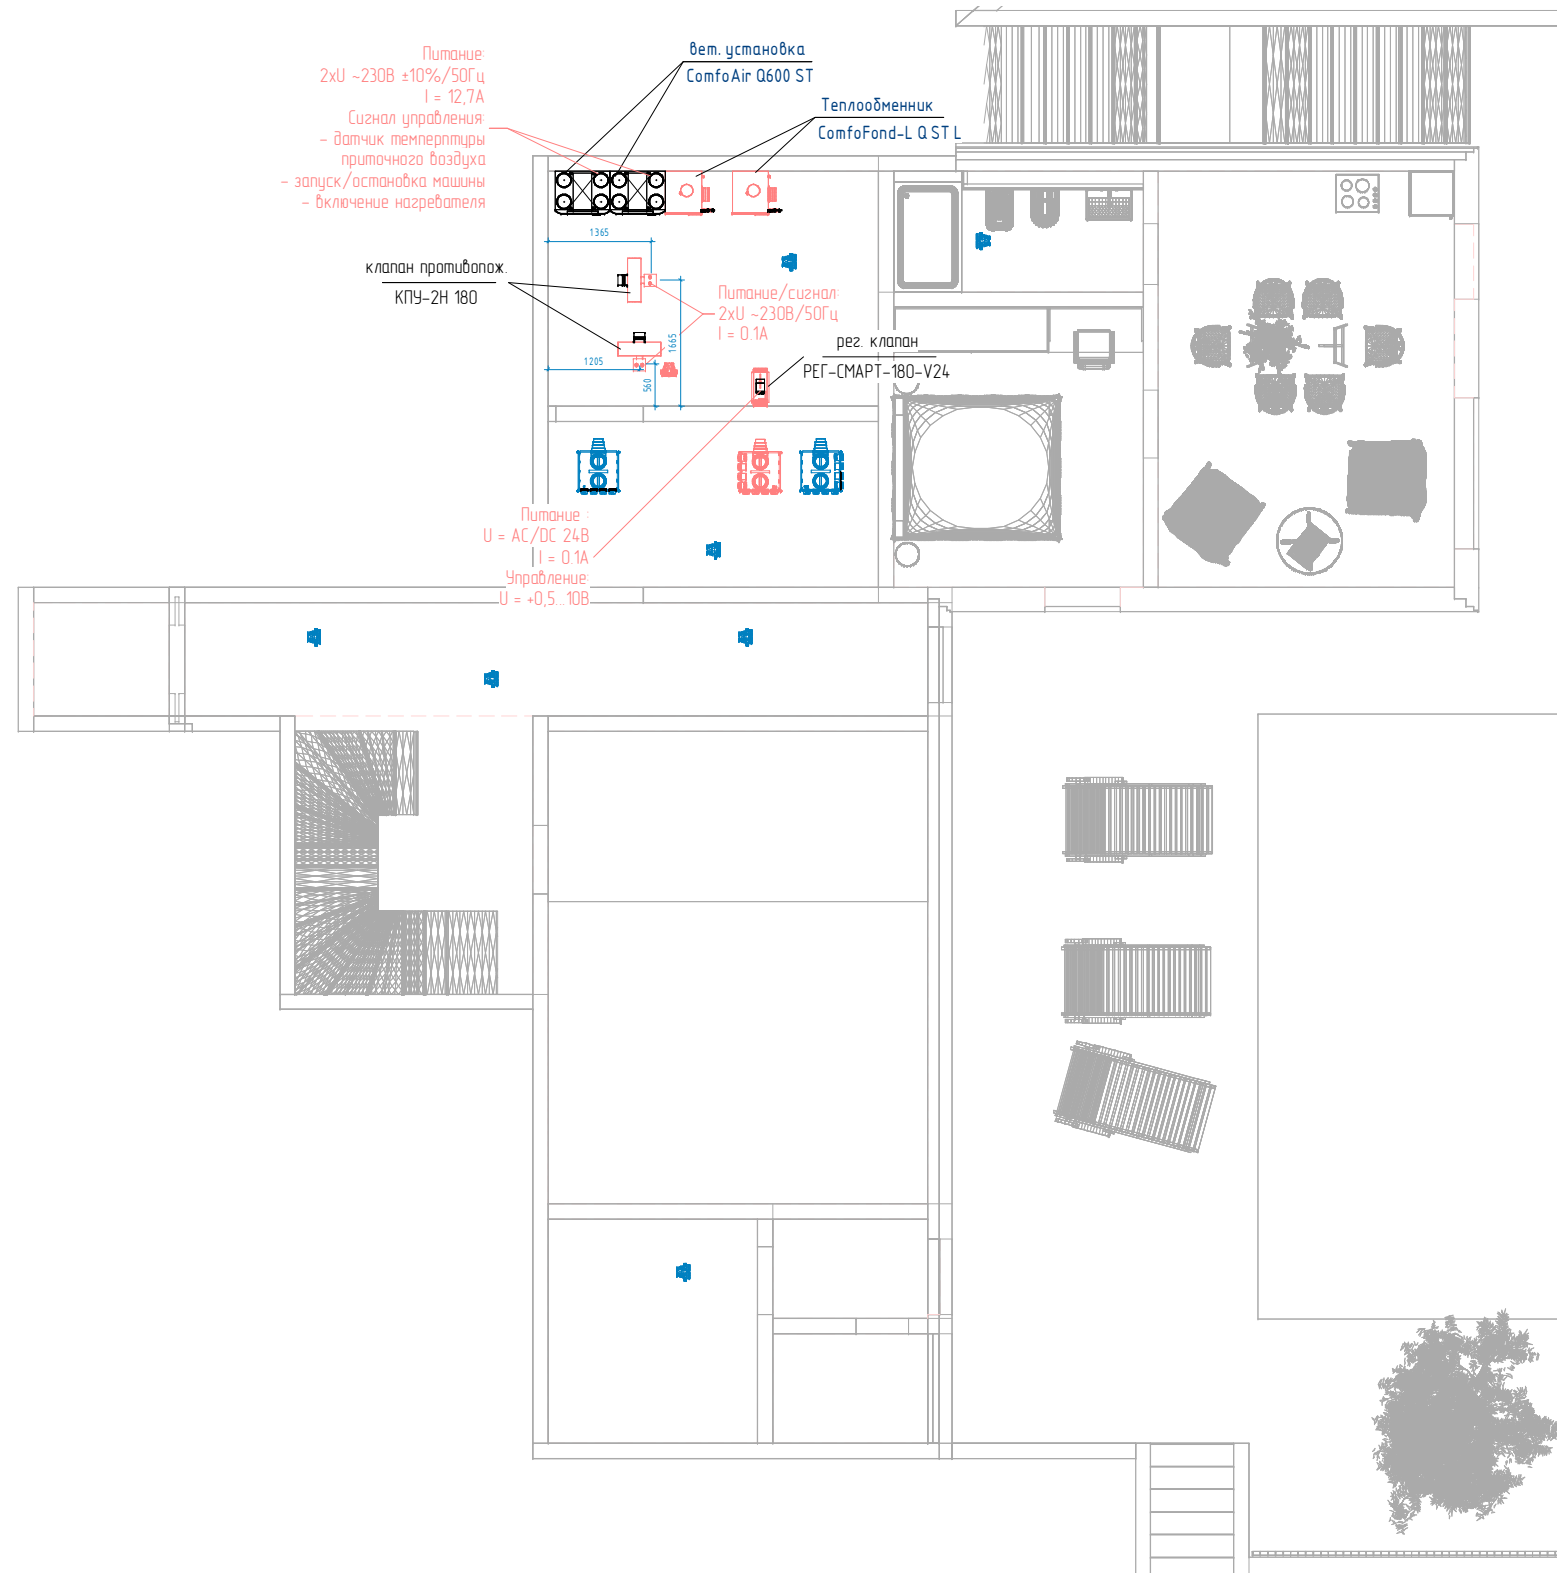 Питание:
2xU ~230В ±10%/50Гц
I = 12,7А
Сигнал управления:
- датчик темперптуры
приточного воздуха
- запуск/остановка машины
- включение нагревателя
вет. установка
ComfoAir Q600 ST
Теплообменник
ComfoFond-L Q ST L
1365
клапан противопож.
КПУ-2Н 180
Питание/сигнал:
2xU ~230В/50Гц
I = 0.1А
1665
1205
560
рег. клапан
РЕГ-СМАРТ-180-V24
Питание :
U = AC/DC 24В
I = 0.1А
Управление:
U = +0,5...10В